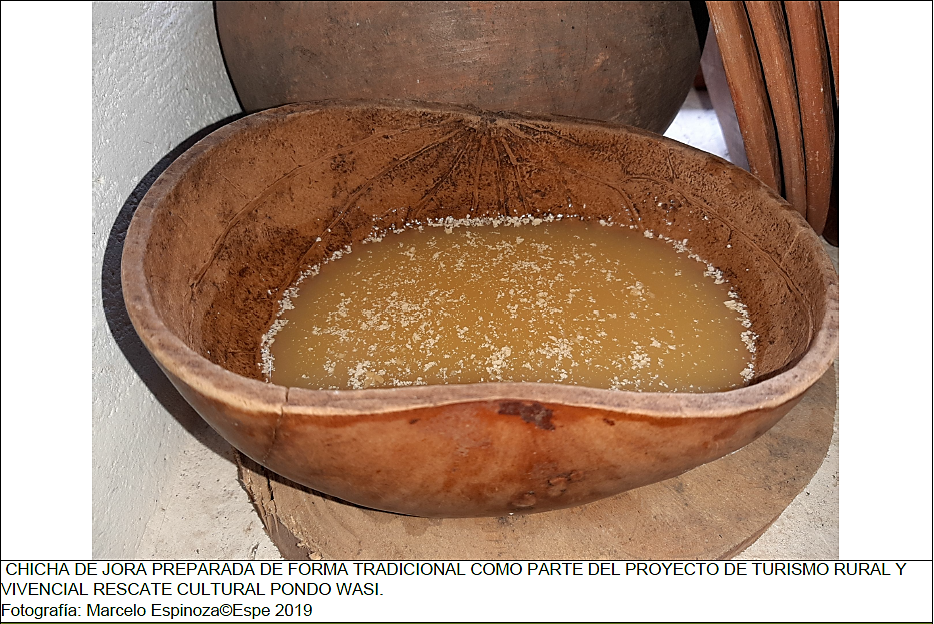 CHICHA DE JORA PREPARADA DE FORMA TRADICIONAL COMO PARTE DEL PROYECTO DE TURISMO RURAL Y
VIVENCIAL RESCATE CULTURAL PONDO WASI.
Fotografía: Marcelo Espinoza©Espe 2019